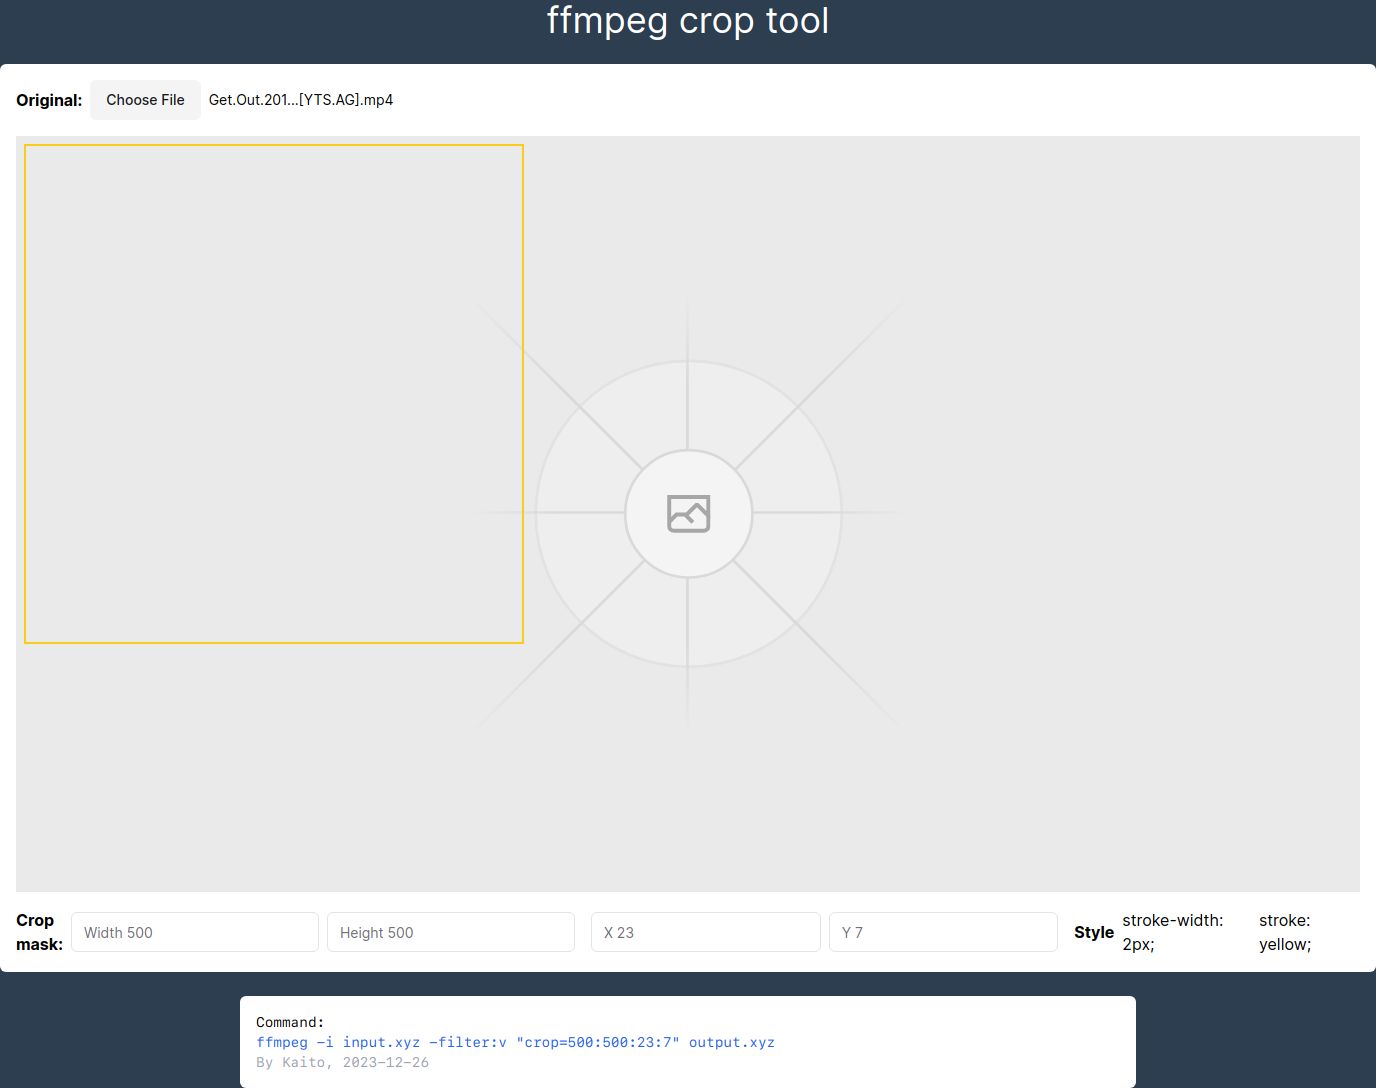 ffmpeg crop tool
Original: Choose File Get.Out.201...[YTS.AG].mp4
Crop mask: Width 500 Height 500 X 23 Y 7 Style stroke-width: 2px; stroke: yellow;
Command:
ffmpeg -i input.xyz -filter:v "crop=500:500:23:7" output.xyz
By Kaito, 2023-12-26